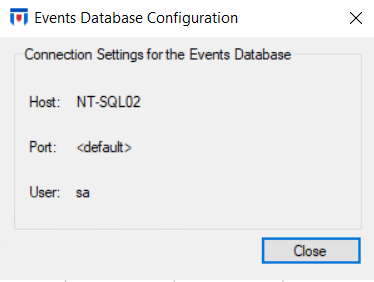 Events Database Configuration
Connection Settings for the Events Database
Host: NT-SQL02
Port: <default>
User: sa
Close